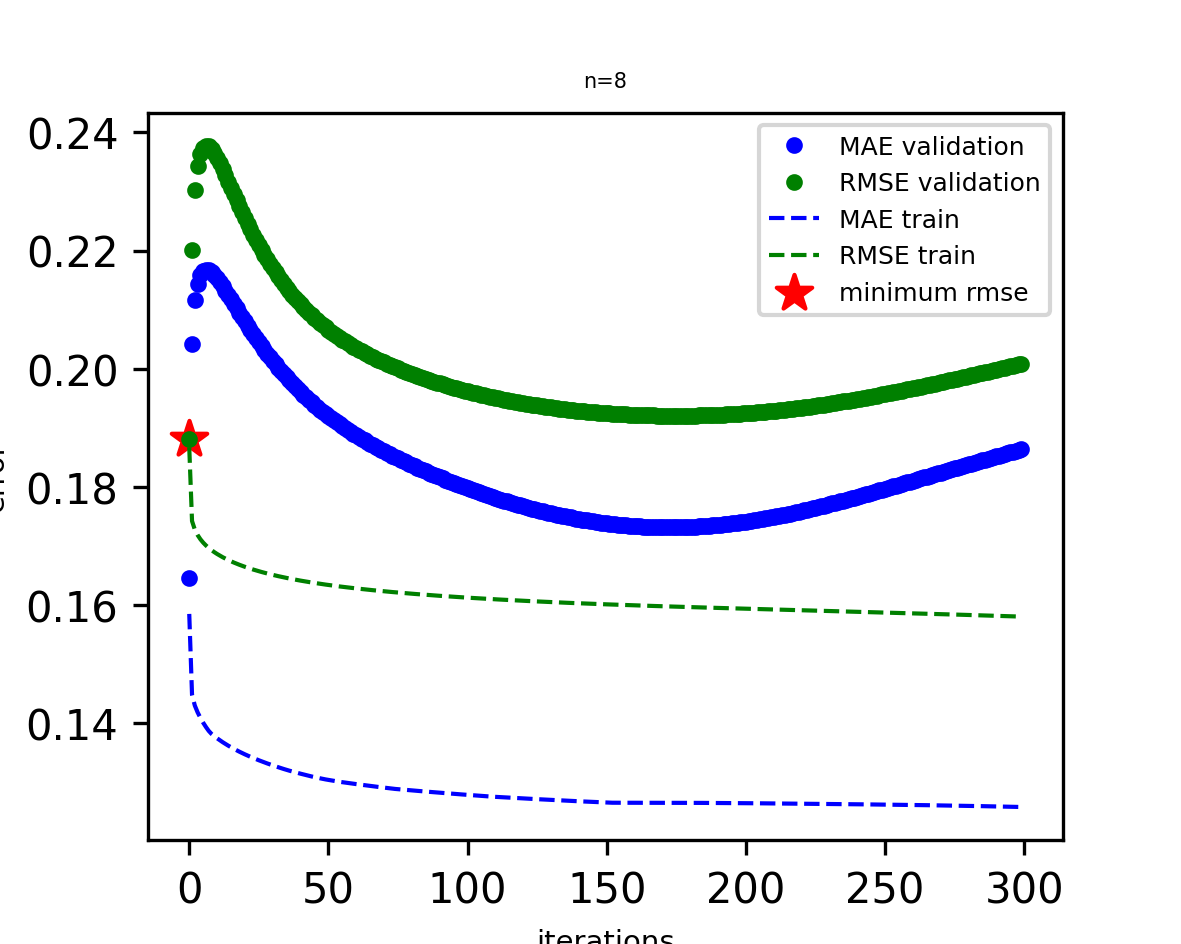 n=8
0.24
0.22
0.20
0.18
0.16
0.14
0
50
100
150
200
250
300
iterations
MAE validation
RMSE validation
MAE train
RMSE train
minimum rmse